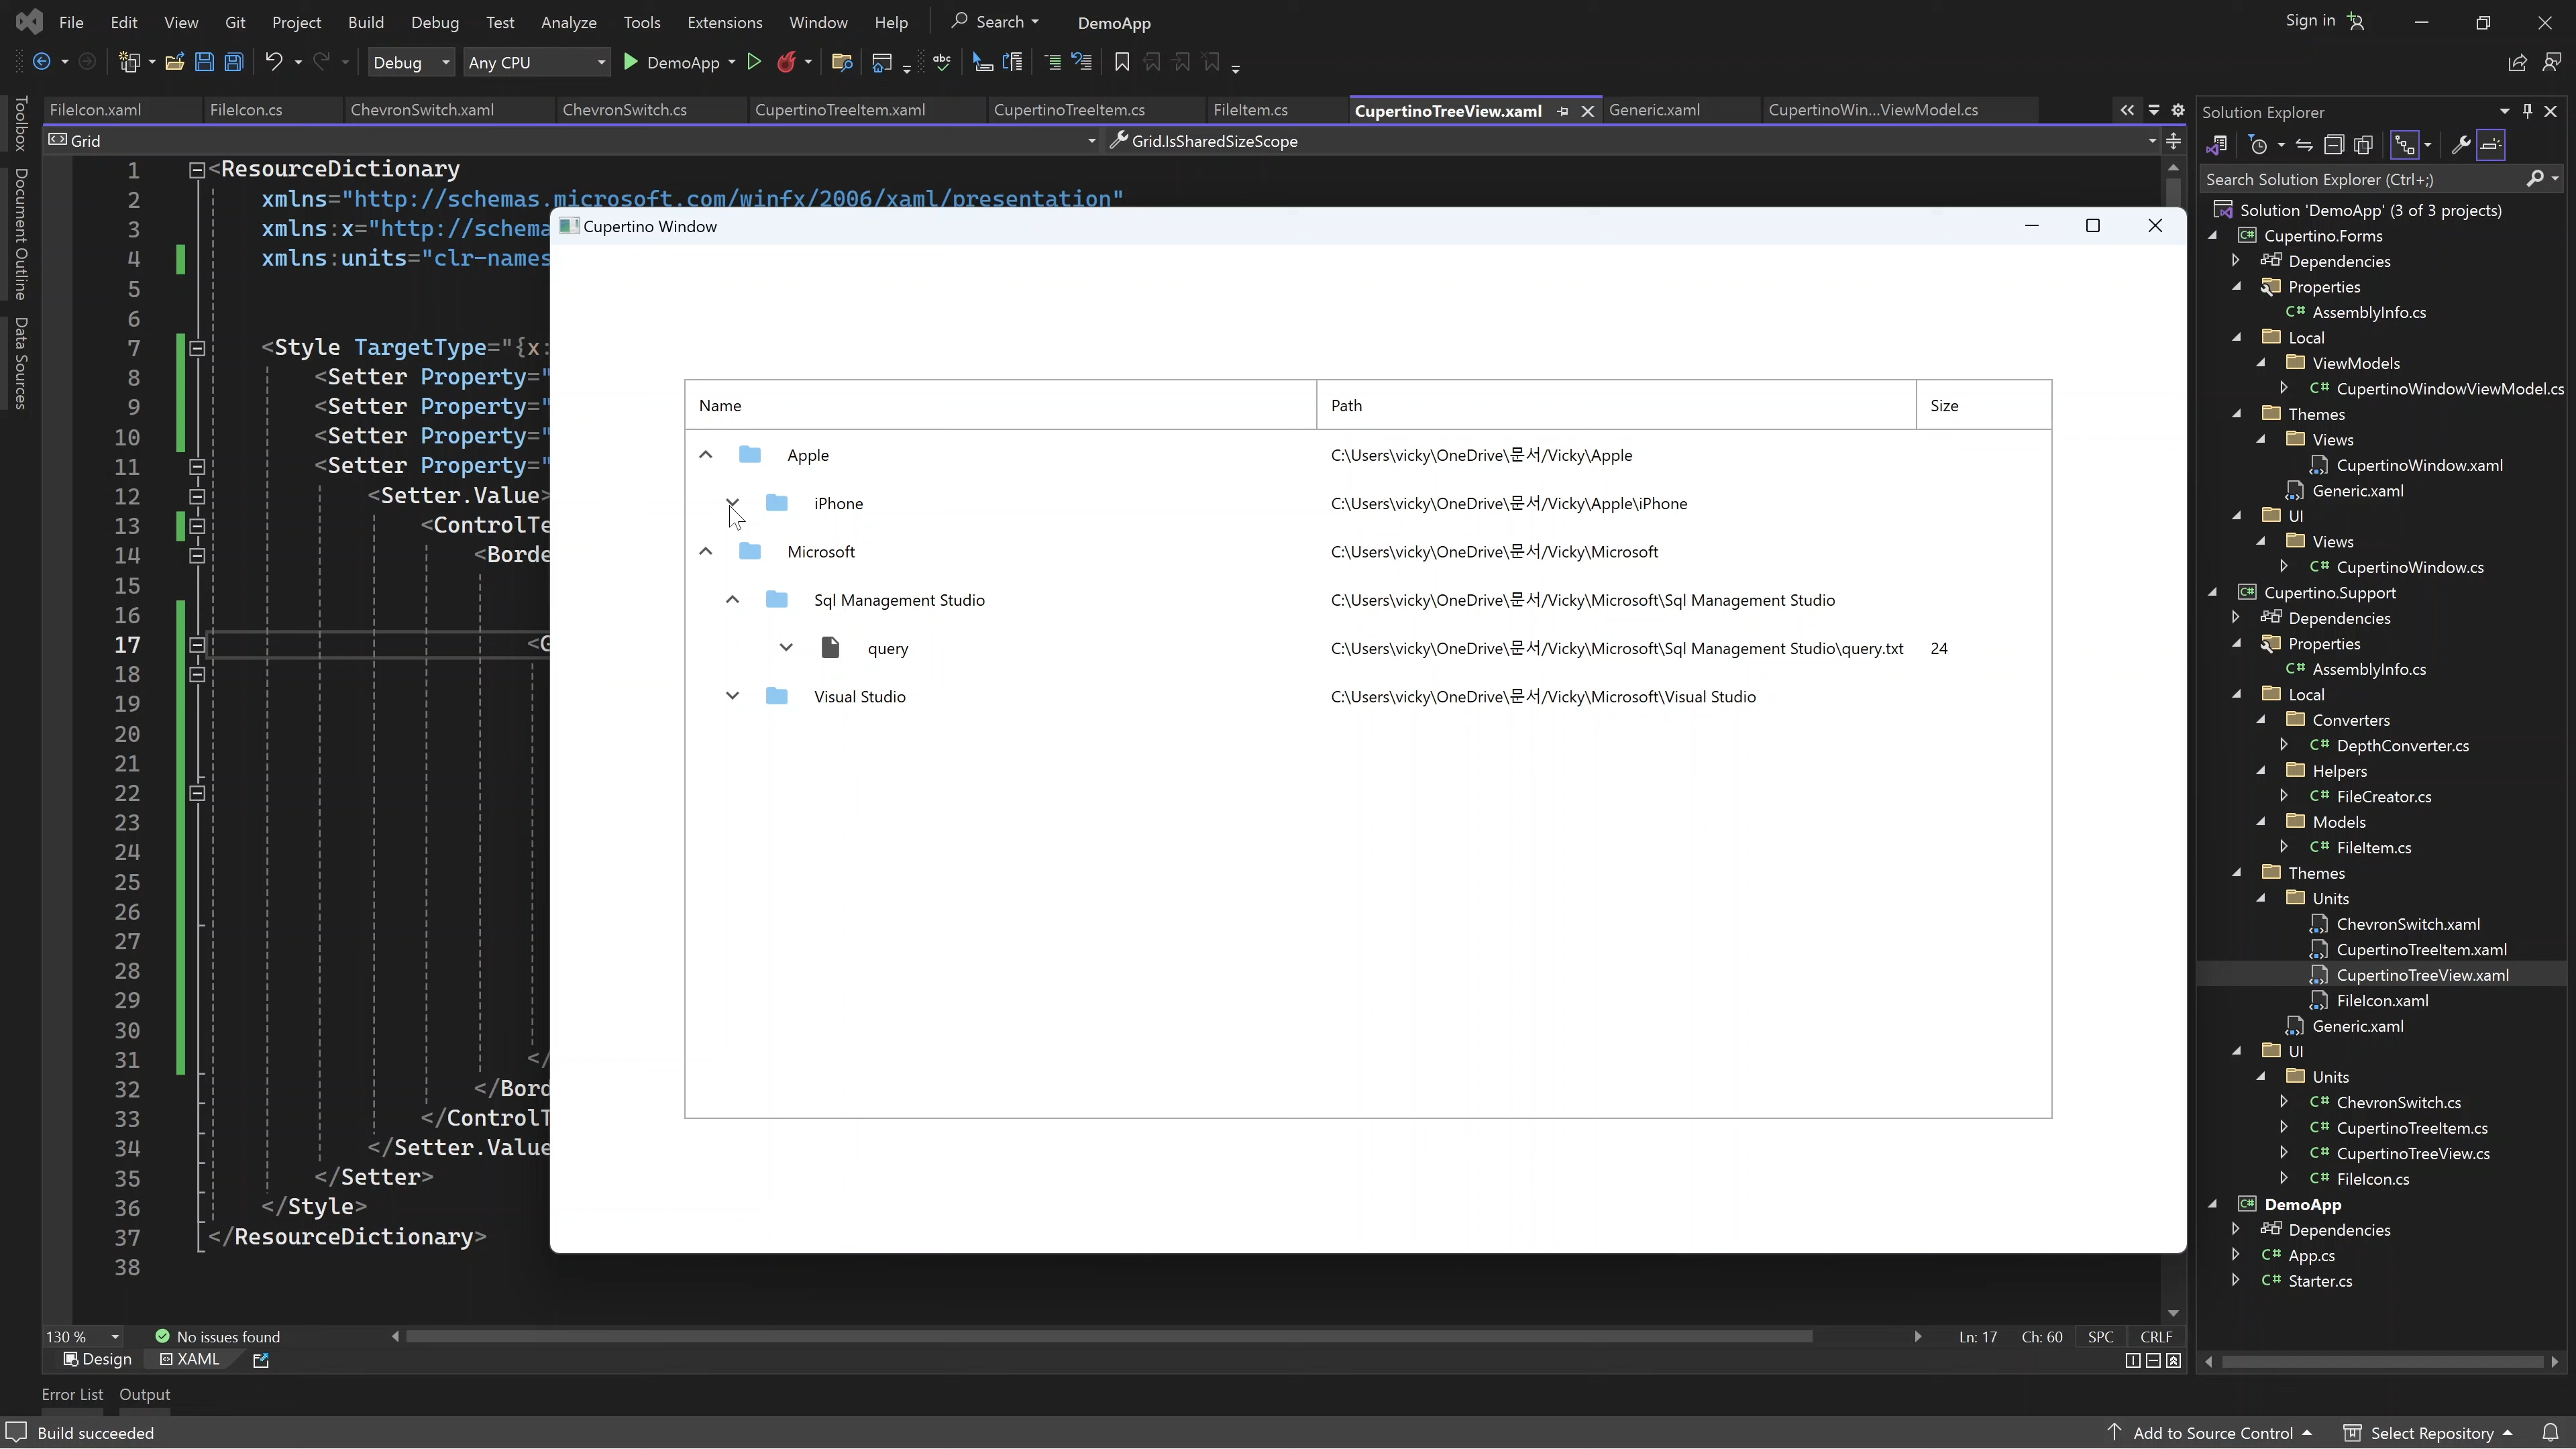 File Edit View Git Project Build Debug Test Analyze Tools Extensions Window Help Search DemoApp Sign in
Debug Any CPU DemoApp
FileIcon.xaml FileIcon.cs ChevronSwitch.xaml ChevronSwitch.cs CupertinoTreeItem.xaml CupertinoTreeItem.cs FileItem.cs CupertinoTreeView.xaml Generic.xaml CupertinoWin...ViewModel.cs
Grid Grid.IsSharedSizeScope
Toolbox
Document Outline
Data Sources
1 <ResourceDictionary
2 xmlns="http://schemas.microsoft.com/winfx/2006/xaml/presentation"
3 xmlns:x="http://schema
4 xmlns:units="clr-names
5
6
7 <Style TargetType="{x:
8 <Setter Property="
9 <Setter Property="
10 <Setter Property="
11 <Setter Property="
12 <Setter.Value>
13 <ControlTe
14 <Borde
15
16
17 <G
18
19
20
21
22
23
24
25
26
27
28
29
30
31 </
32 </Bord
33 </ControlT
34 </Setter.Value
35 </Setter>
36 </Style>
37 </ResourceDictionary>
38
Cupertino Window
Name Path Size
Apple C:\Users\vicky\OneDrive\문서/Vicky\Apple
iPhone C:\Users\vicky\OneDrive\문서/Vicky\Apple\iPhone
Microsoft C:\Users\vicky\OneDrive\문서/Vicky\Microsoft
Sql Management Studio C:\Users\vicky\OneDrive\문서/Vicky\Microsoft\Sql Management Studio
query C:\Users\vicky\OneDrive\문서/Vicky\Microsoft\Sql Management Studio\query.txt 24
Visual Studio C:\Users\vicky\OneDrive\문서/Vicky\Microsoft\Visual Studio
Solution Explorer
Search Solution Explorer (Ctrl+;)
Solution 'DemoApp' (3 of 3 projects)
Cupertino.Forms
Dependencies
Properties
C# AssemblyInfo.cs
Local
ViewModels
C# CupertinoWindowViewModel.cs
Themes
Views
CupertinoWindow.xaml
Generic.xaml
UI
Views
C# CupertinoWindow.cs
Cupertino.Support
Dependencies
Properties
C# AssemblyInfo.cs
Local
Converters
C# DepthConverter.cs
Helpers
C# FileCreator.cs
Models
C# FileItem.cs
Themes
Units
ChevronSwitch.xaml
CupertinoTreeItem.xaml
CupertinoTreeView.xaml
FileIcon.xaml
Generic.xaml
UI
Units
C# ChevronSwitch.cs
C# CupertinoTreeItem.cs
C# CupertinoTreeView.cs
C# FileIcon.cs
DemoApp
Dependencies
C# App.cs
C# Starter.cs
130 % No issues found Ln: 17 Ch: 60 SPC CRLF
Design XAML
Error List Output
Build succeeded Add to Source Control Select Repository